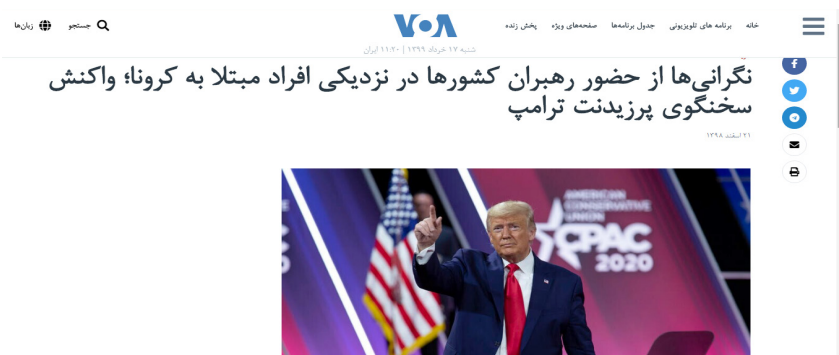 خانه برنامه های تلویزیونی جدول برنامه‌ها صفحه‌های ویژه پخش زنده
VOA
جستجو
زبان‌ها
شنبه ۱۷ خرداد ۱۳۹۹ | ۱۱:۲۰ ایران
نگرانی‌ها از حضور رهبران کشورها در نزدیکی افراد مبتلا به کرونا؛ واکنش
سخنگوی پرزیدنت ترامپ
۲۱ اسفند ۱۳۹۸
AMERICAN
CONSERVATIVE
UNION
CPAC
2020